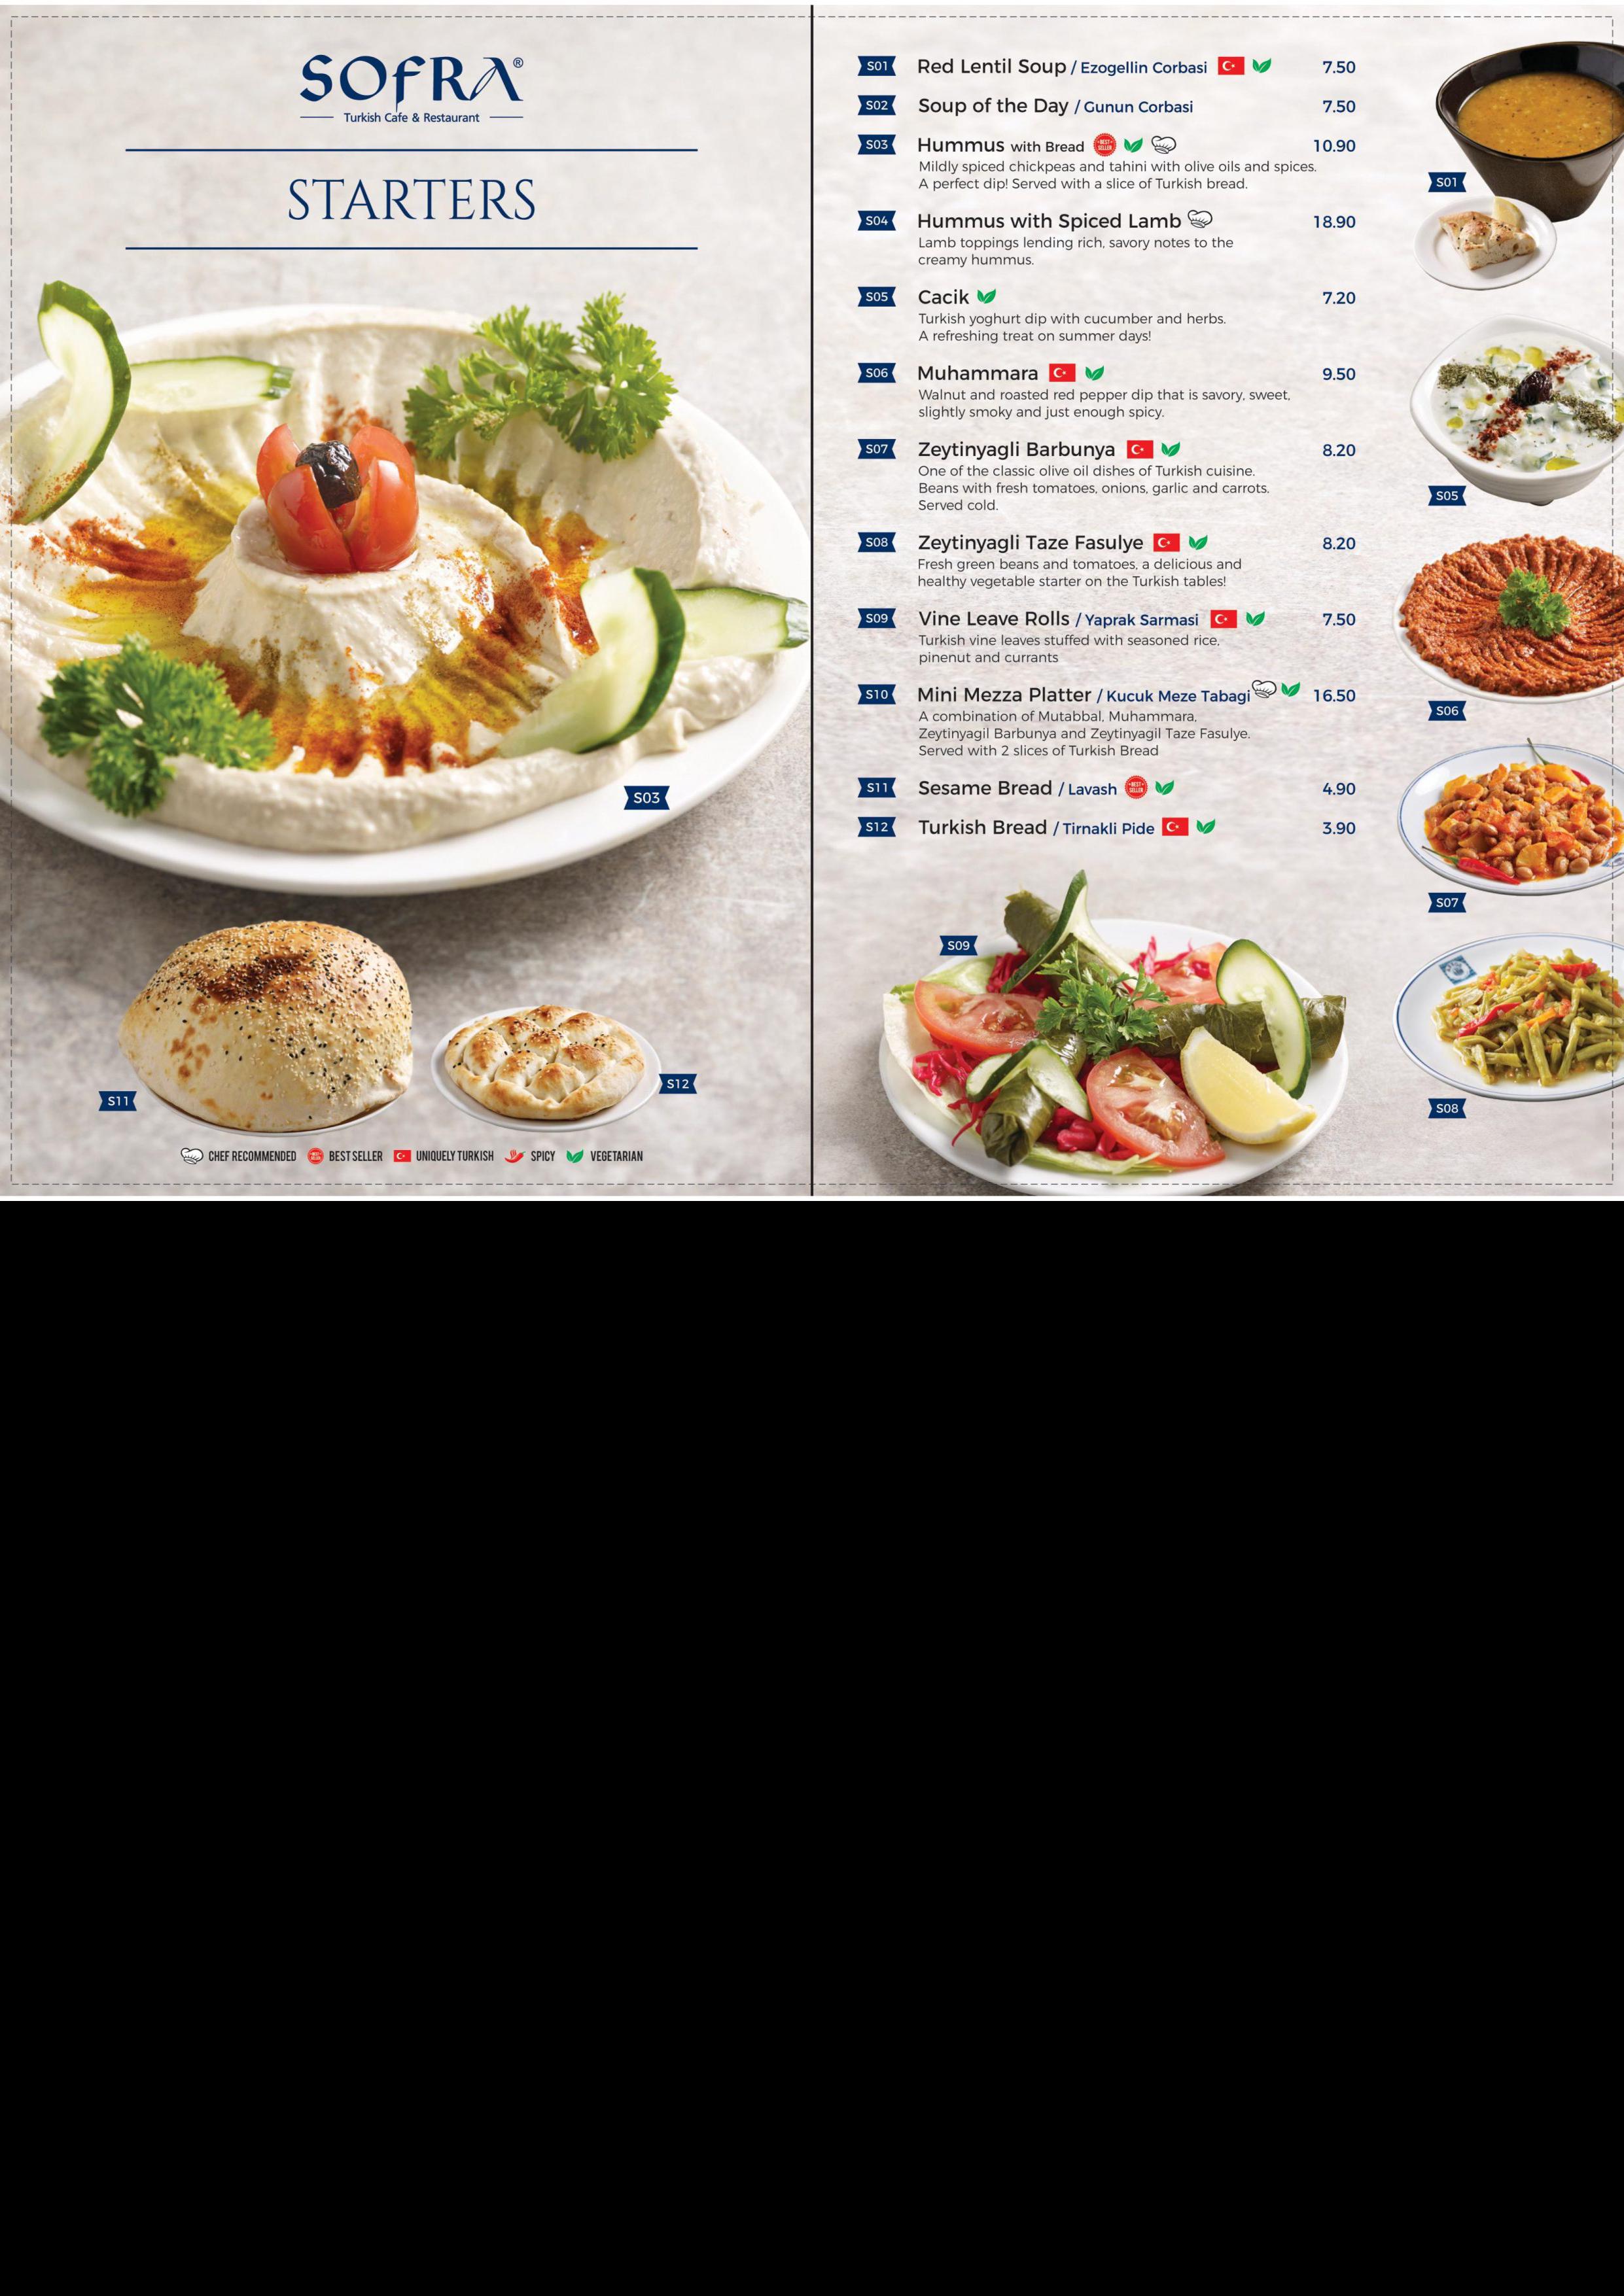 SOfRA®
Turkish Cafe & Restaurant
STARTERS
S03
S11
S12
CHEF RECOMMENDED BEST SELLER UNIQUELY TURKISH SPICY VEGETARIAN
S01 Red Lentil Soup / Ezogellin Corbasi 7.50
S02 Soup of the Day / Gunun Corbasi 7.50
S03 Hummus with Bread BEST SELLER 10.90
Mildly spiced chickpeas and tahini with olive oils and spices.
A perfect dip! Served with a slice of Turkish bread.
S04 Hummus with Spiced Lamb 18.90
Lamb toppings lending rich, savory notes to the
creamy hummus.
S05 Cacik 7.20
Turkish yoghurt dip with cucumber and herbs.
A refreshing treat on summer days!
S06 Muhammara 9.50
Walnut and roasted red pepper dip that is savory, sweet,
slightly smoky and just enough spicy.
S07 Zeytinyagli Barbunya 8.20
One of the classic olive oil dishes of Turkish cuisine.
Beans with fresh tomatoes, onions, garlic and carrots.
Served cold.
S08 Zeytinyagli Taze Fasulye 8.20
Fresh green beans and tomatoes, a delicious and
healthy vegetable starter on the Turkish tables!
S09 Vine Leave Rolls / Yaprak Sarmasi 7.50
Turkish vine leaves stuffed with seasoned rice,
pinenut and currants
S10 Mini Mezza Platter / Kucuk Meze Tabagi 16.50
A combination of Mutabbal, Muhammara,
Zeytinyagil Barbunya and Zeytinyagil Taze Fasulye.
Served with 2 slices of Turkish Bread
S11 Sesame Bread / Lavash BEST SELLER 4.90
S12 Turkish Bread / Tirnakli Pide 3.90
S09
S01
S05
S06
S07
S08